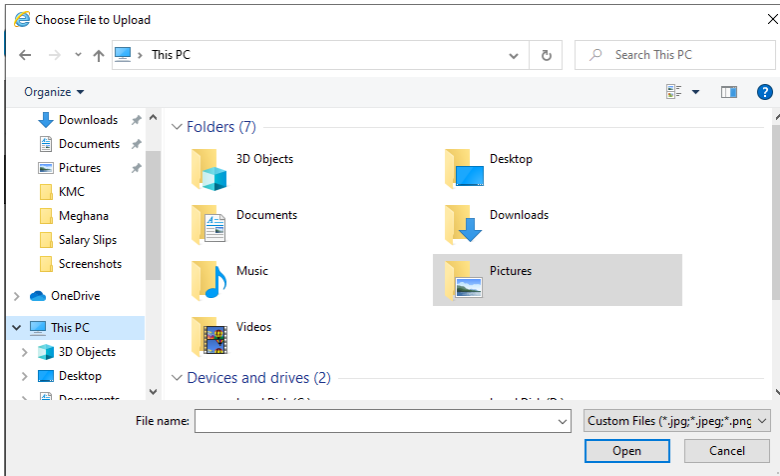 Choose File to Upload
This PC
Search This PC
Organize
Downloads
Documents
Pictures
KMC
Meghana
Salary Slips
Screenshots
OneDrive
This PC
3D Objects
Desktop
Documents
Folders (7)
3D Objects
Desktop
Documents
Downloads
Music
Pictures
Videos
Devices and drives (2)
File name:
Custom Files (*.jpg;*.jpeg;*.png
Open
Cancel